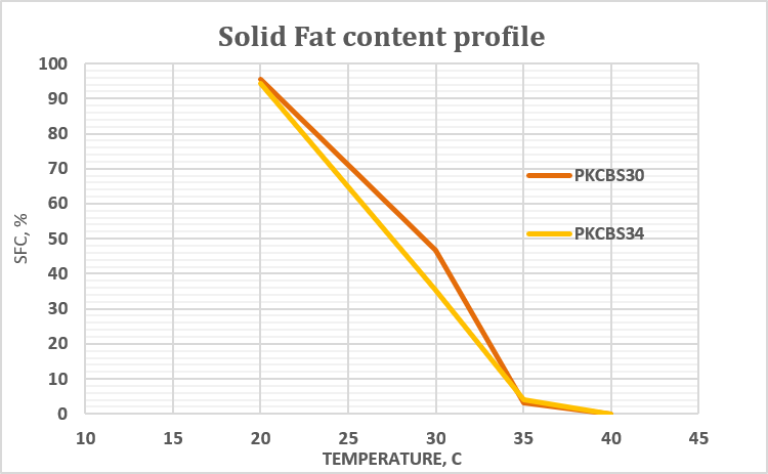 Solid Fat content profile
100
90
80
70
60
50
40
30
20
10
0
SFC, %
PKCBS30
PKCBS34
10 15 20 25 30 35 40 45
TEMPERATURE, C